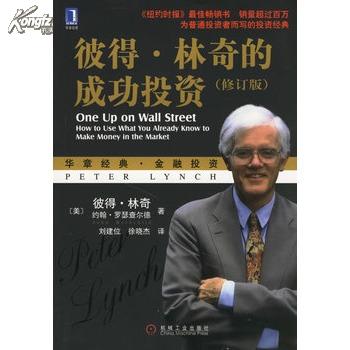 KongfZ.com
《纽约时报》最佳畅销书 销量超过百万
为普通投资者而写的投资经典
彼得·林奇的
成功投资(修订版)
One Up on Wall Street
How to Use What You Already Know to
Make Money in the Market
华章经典·金融投资
PETER LYNCH
〔美〕 彼得·林奇
约翰·罗瑟查尔德 著
刘建位 徐晓杰 译
Peter
Lynch
机械工业出版社
China Machine Press